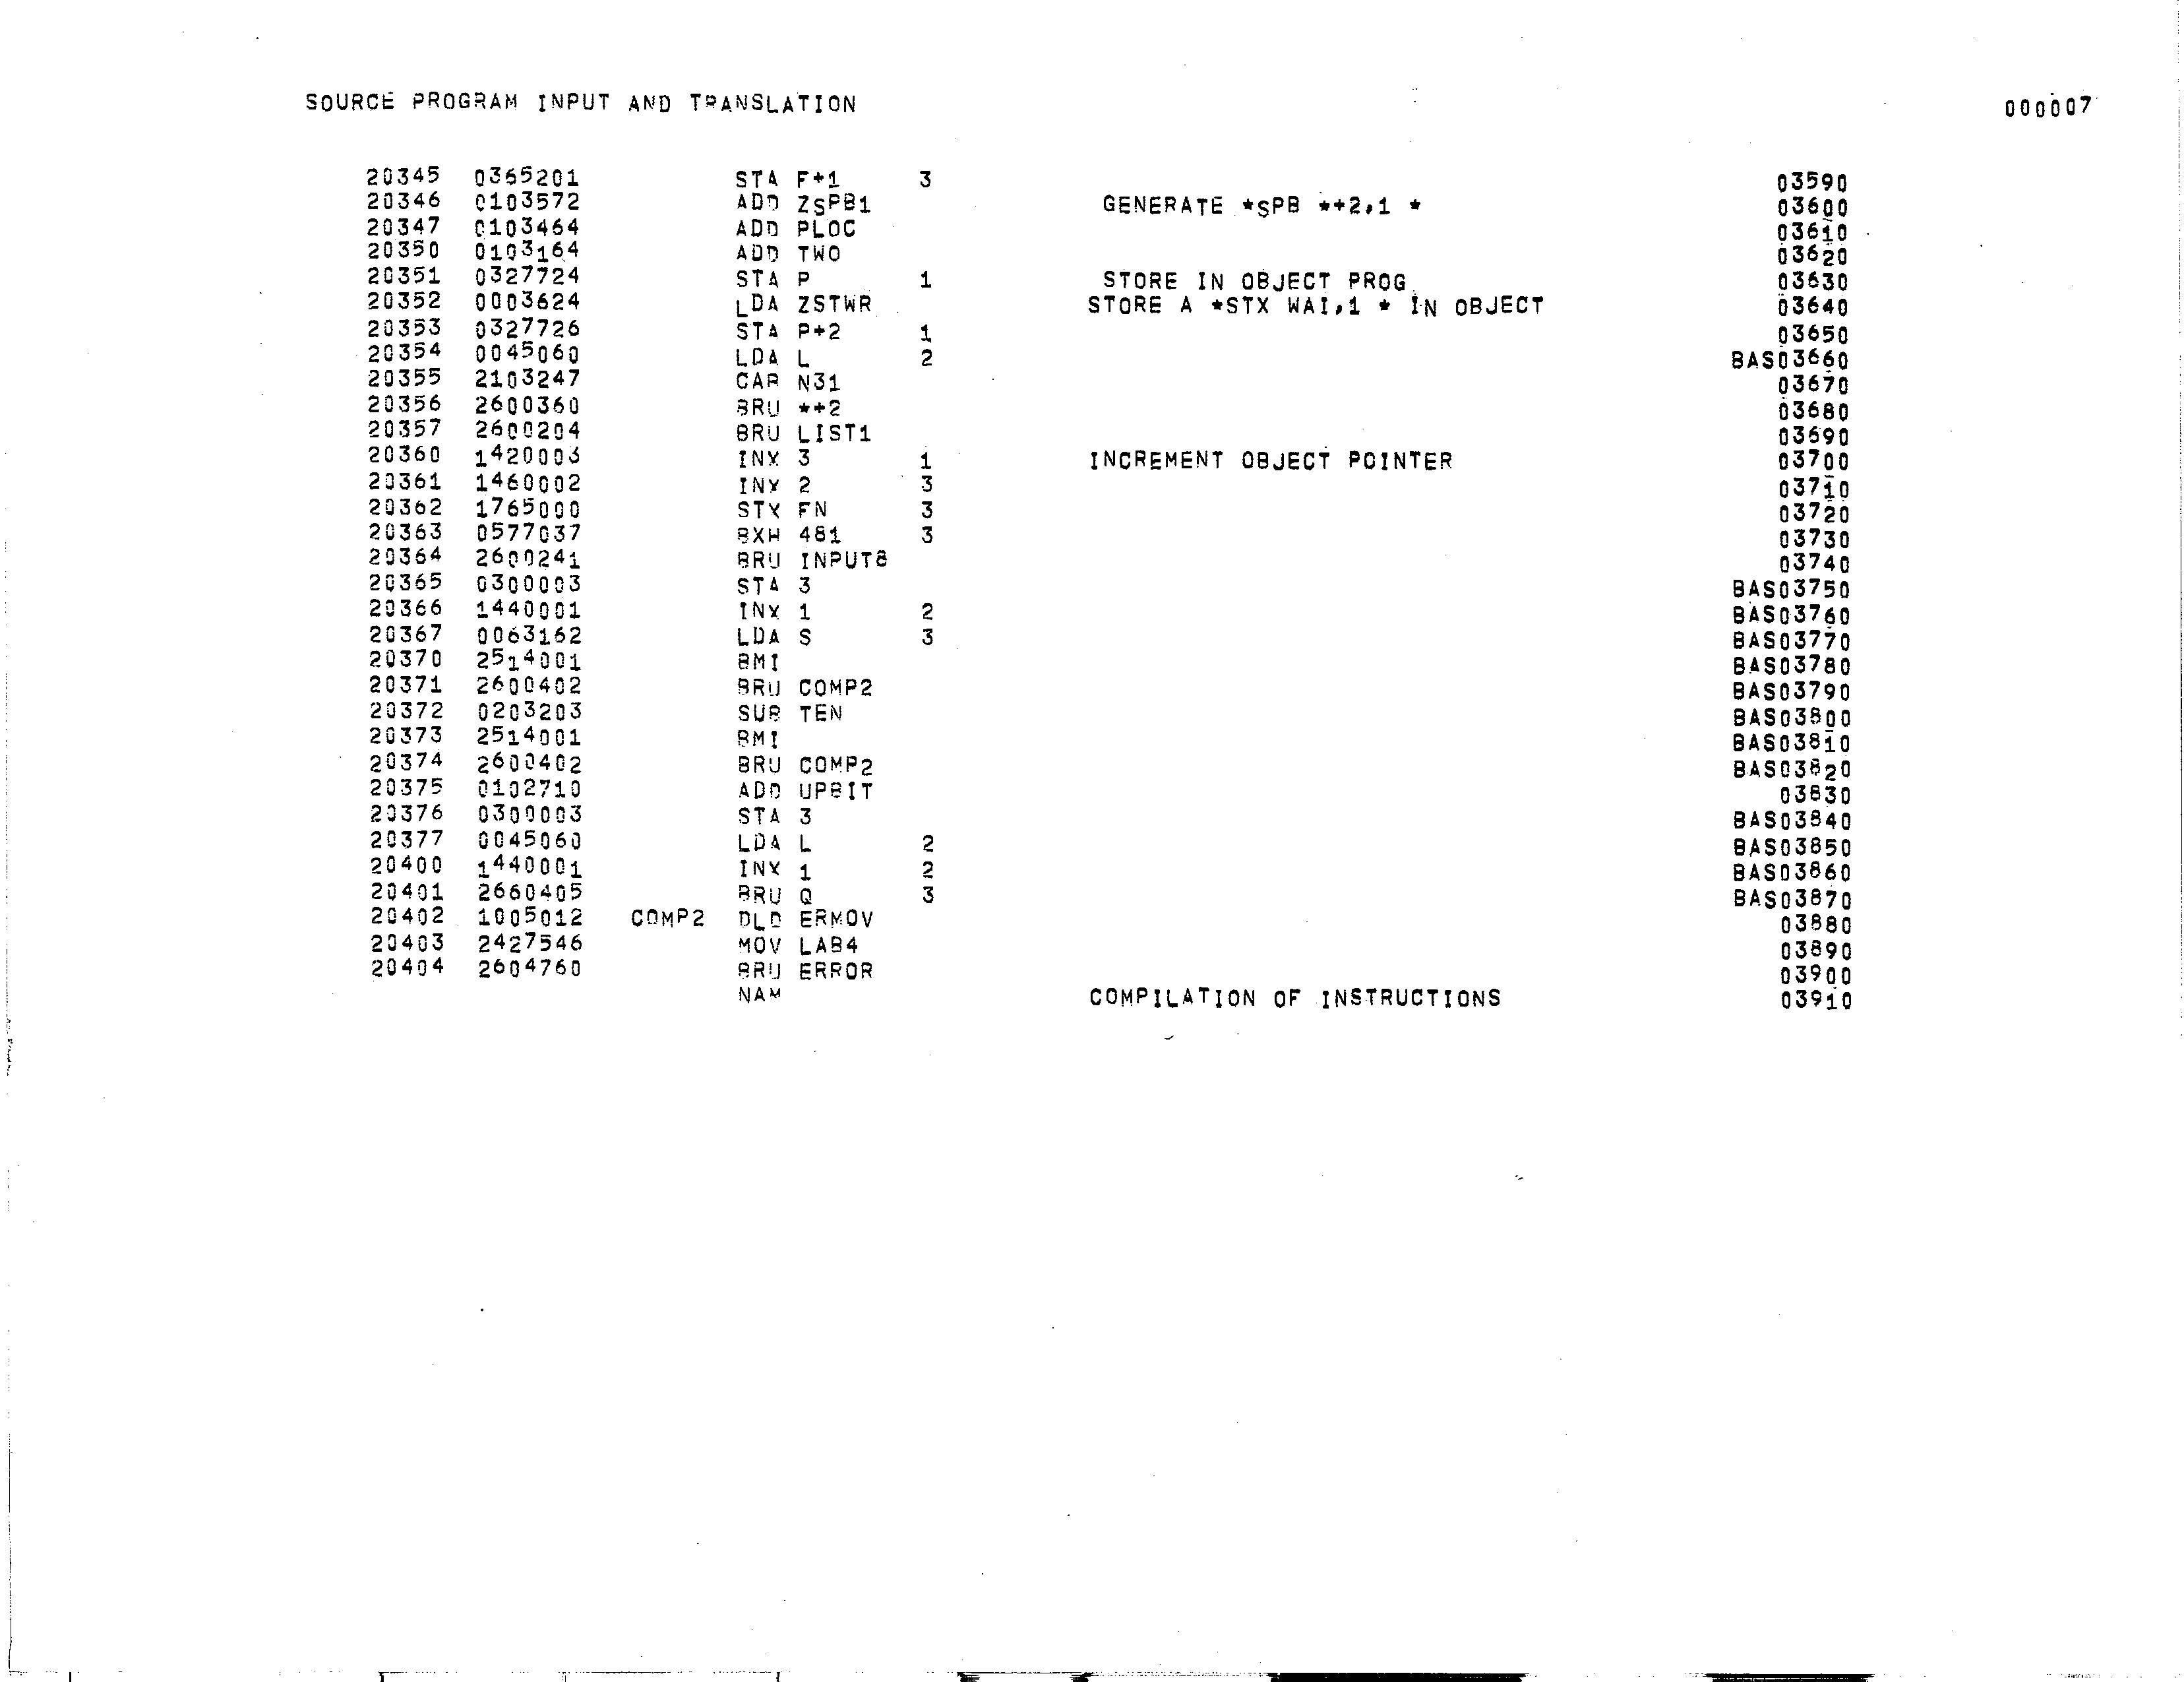 SOURCE PROGRAM INPUT AND TRANSLATION 000007
20345 0365201 STA F+1 3 03590
20346 0103572 ADD ZSPB1 GENERATE *SPB *+2,1 * 03600
20347 0103464 ADD PLOC 03610
20350 0103164 ADD TWO 03620
20351 0327724 STA P 1 STORE IN OBJECT PROG. 03630
20352 0003624 LDA ZSTWR STORE A *STX WAI,1 * IN OBJECT 03640
20353 0327726 STA P+2 1 03650
20354 0045060 LDA L 2 BAS03660
20355 2103247 CAB N31 03670
20356 2600360 BRU *+2 03680
20357 2600204 BRU LIST1 03690
20360 1420003 INX 3 1 INCREMENT OBJECT POINTER 03700
20361 1460002 INX 2 3 03710
20362 1765000 STX FN 3 03720
20363 0577037 BXH 481 3 03730
20364 2600241 BRU INPUT8 03740
20365 0300003 STA 3 BAS03750
20366 1440001 INX 1 2 BAS03760
20367 0063162 LDA S 3 BAS03770
20370 2514001 BMI BAS03780
20371 2600402 BRU COMP2 BAS03790
20372 0203203 SUB TEN BAS03800
20373 2514001 BMI BAS03810
20374 2600402 BRU COMP2 BAS03820
20375 0102710 ADD UPBIT 03830
20376 0300003 STA 3 BAS03840
20377 0045060 LDA L 2 BAS03850
20400 1440001 INX 1 2 BAS03860
20401 2660405 BRU Q 3 BAS03870
20402 1005012 COMP2 DLD ERMOV 03880
20403 2427546 MOV LAB4 03890
20404 2604760 BRU ERROR 03900
NAM COMPILATION OF INSTRUCTIONS 03910